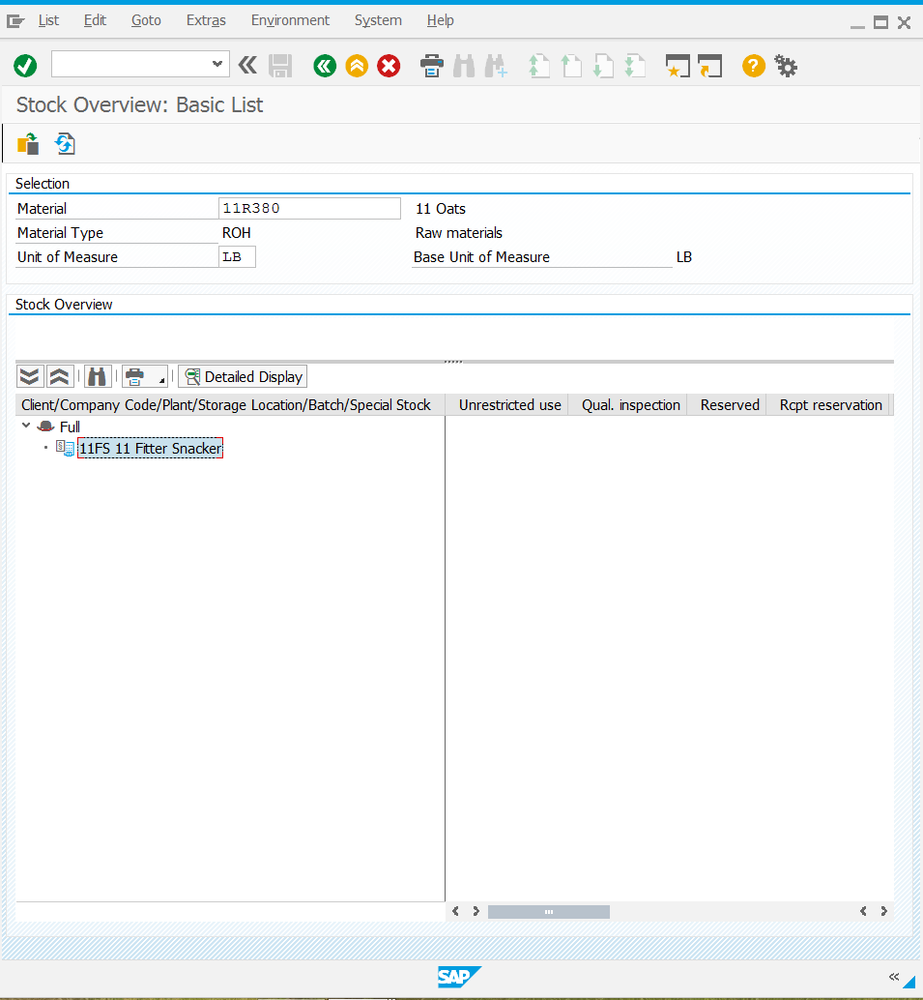 List Edit Goto Extras Environment System Help
Stock Overview: Basic List
Selection
Material 11R380 11 Oats
Material Type ROH Raw materials
Unit of Measure LB Base Unit of Measure LB
Stock Overview
Detailed Display
Client/Company Code/Plant/Storage Location/Batch/Special Stock Unrestricted use Qual. inspection Reserved Rcpt reservation
Full
11FS 11 Fitter Snacker
SAP